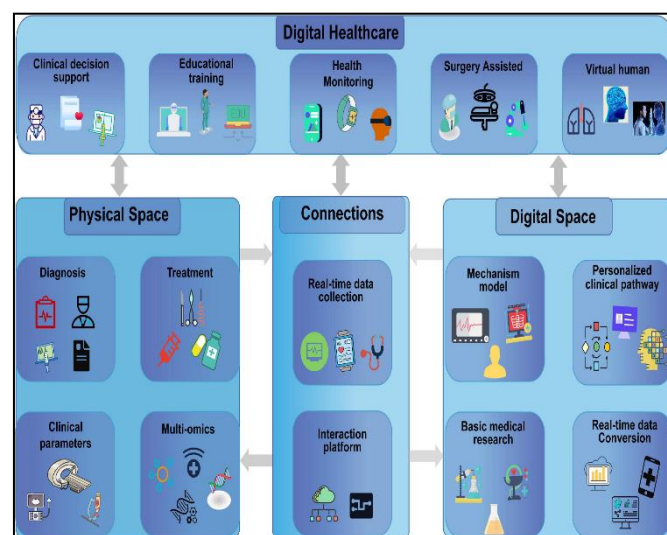 Digital Healthcare
Clinical decision
support
Educational
training
Health
Monitoring
Surgery Assisted
Virtual human
Physical Space
Diagnosis
Treatment
Clinical
parameters
Multi-omics
Connections
Real-time data
collection
Interaction
platform
Digital Space
Mechanism
model
Personalized
clinical pathway
Basic medical
research
Real-time data
Conversion